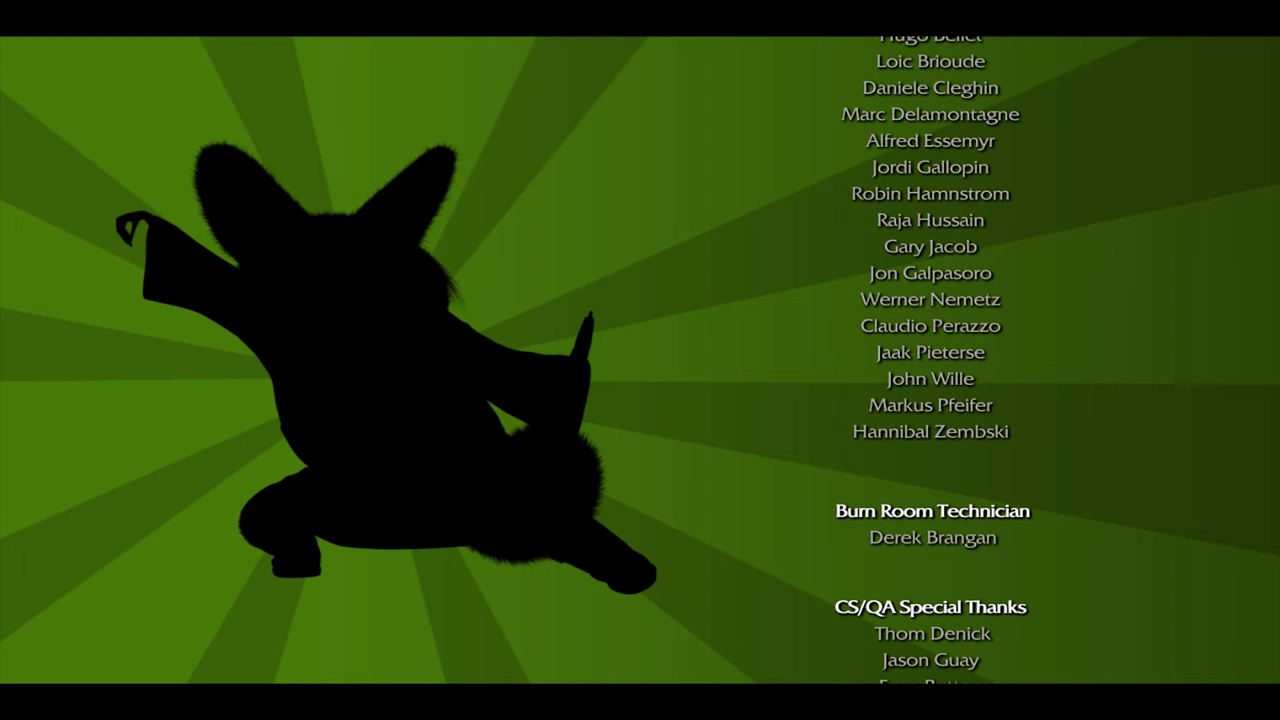 Loic Brioude
Daniele Cleghin
Marc Delamontagne
Alfred Essemyr
Jordi Gallopin
Robin Hamnstrom
Raja Hussain
Gary Jacob
Jon Galpasoro
Werner Nemetz
Claudio Perazzo
Jaak Pieterse
John Wille
Markus Pfeifer
Hannibal Zembski
Burn Room Technician
Derek Brangan
CS/QA Special Thanks
Thom Denick
Jason Guay